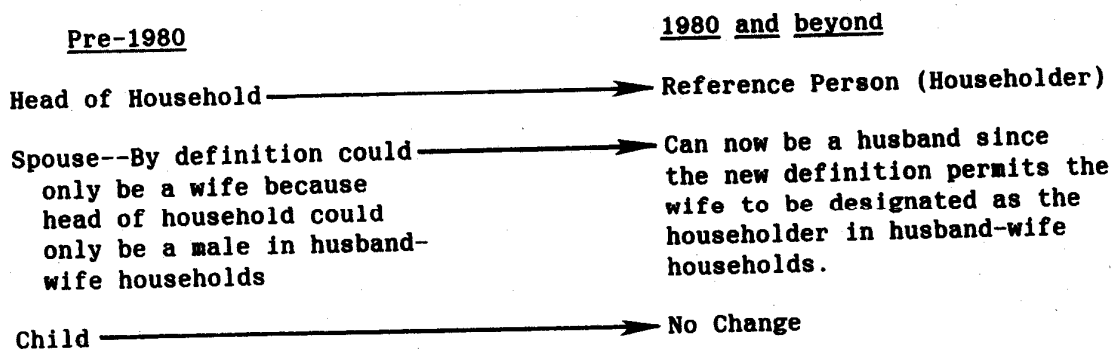 Pre-1980 1980 and beyond
Head of Household Reference Person (Householder)
Spouse--By definition could Can now be a husband since
only be a wife because the new definition permits the
head of household could wife to be designated as the
only be a male in husband- householder in husband-wife
wife households households.
Child No Change